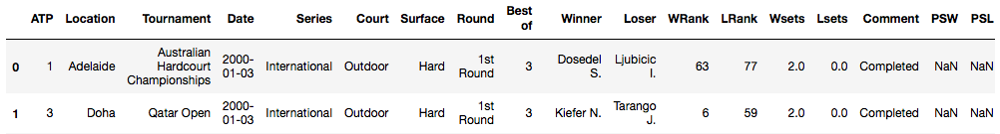 ATP Location Tournament Date Series Court Surface Round Best of Winner Loser WRank LRank Wsets Lsets Comment PSW PSL
0 1 Adelaide Australian Hardcourt Championships 2000-01-03 International Outdoor Hard 1st Round 3 Dosedel S. Ljubicic I. 63 77 2.0 0.0 Completed NaN NaN
1 3 Doha Qatar Open 2000-01-03 International Outdoor Hard 1st Round 3 Kiefer N. Tarango J. 6 59 2.0 0.0 Completed NaN NaN